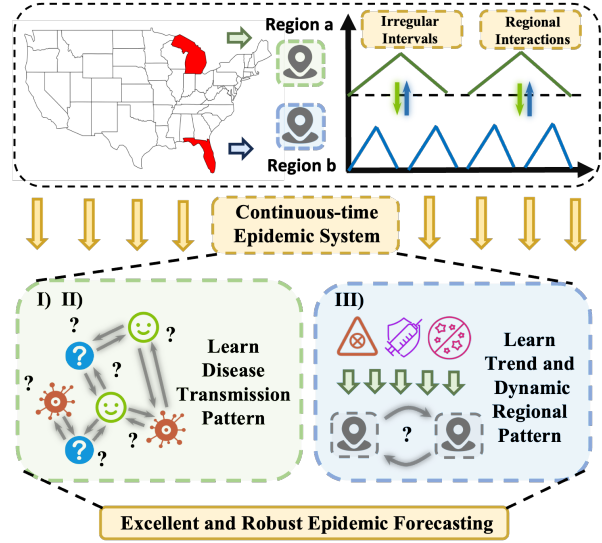 Region a
Irregular
Intervals
Regional
Interactions
Region b
Continuous-time
Epidemic System
I) II)
?
?
?
?
?
?
?
?
Learn
Disease
Transmission
Pattern
III)
?
Learn
Trend and
Dynamic
Regional
Pattern
Excellent and Robust Epidemic Forecasting